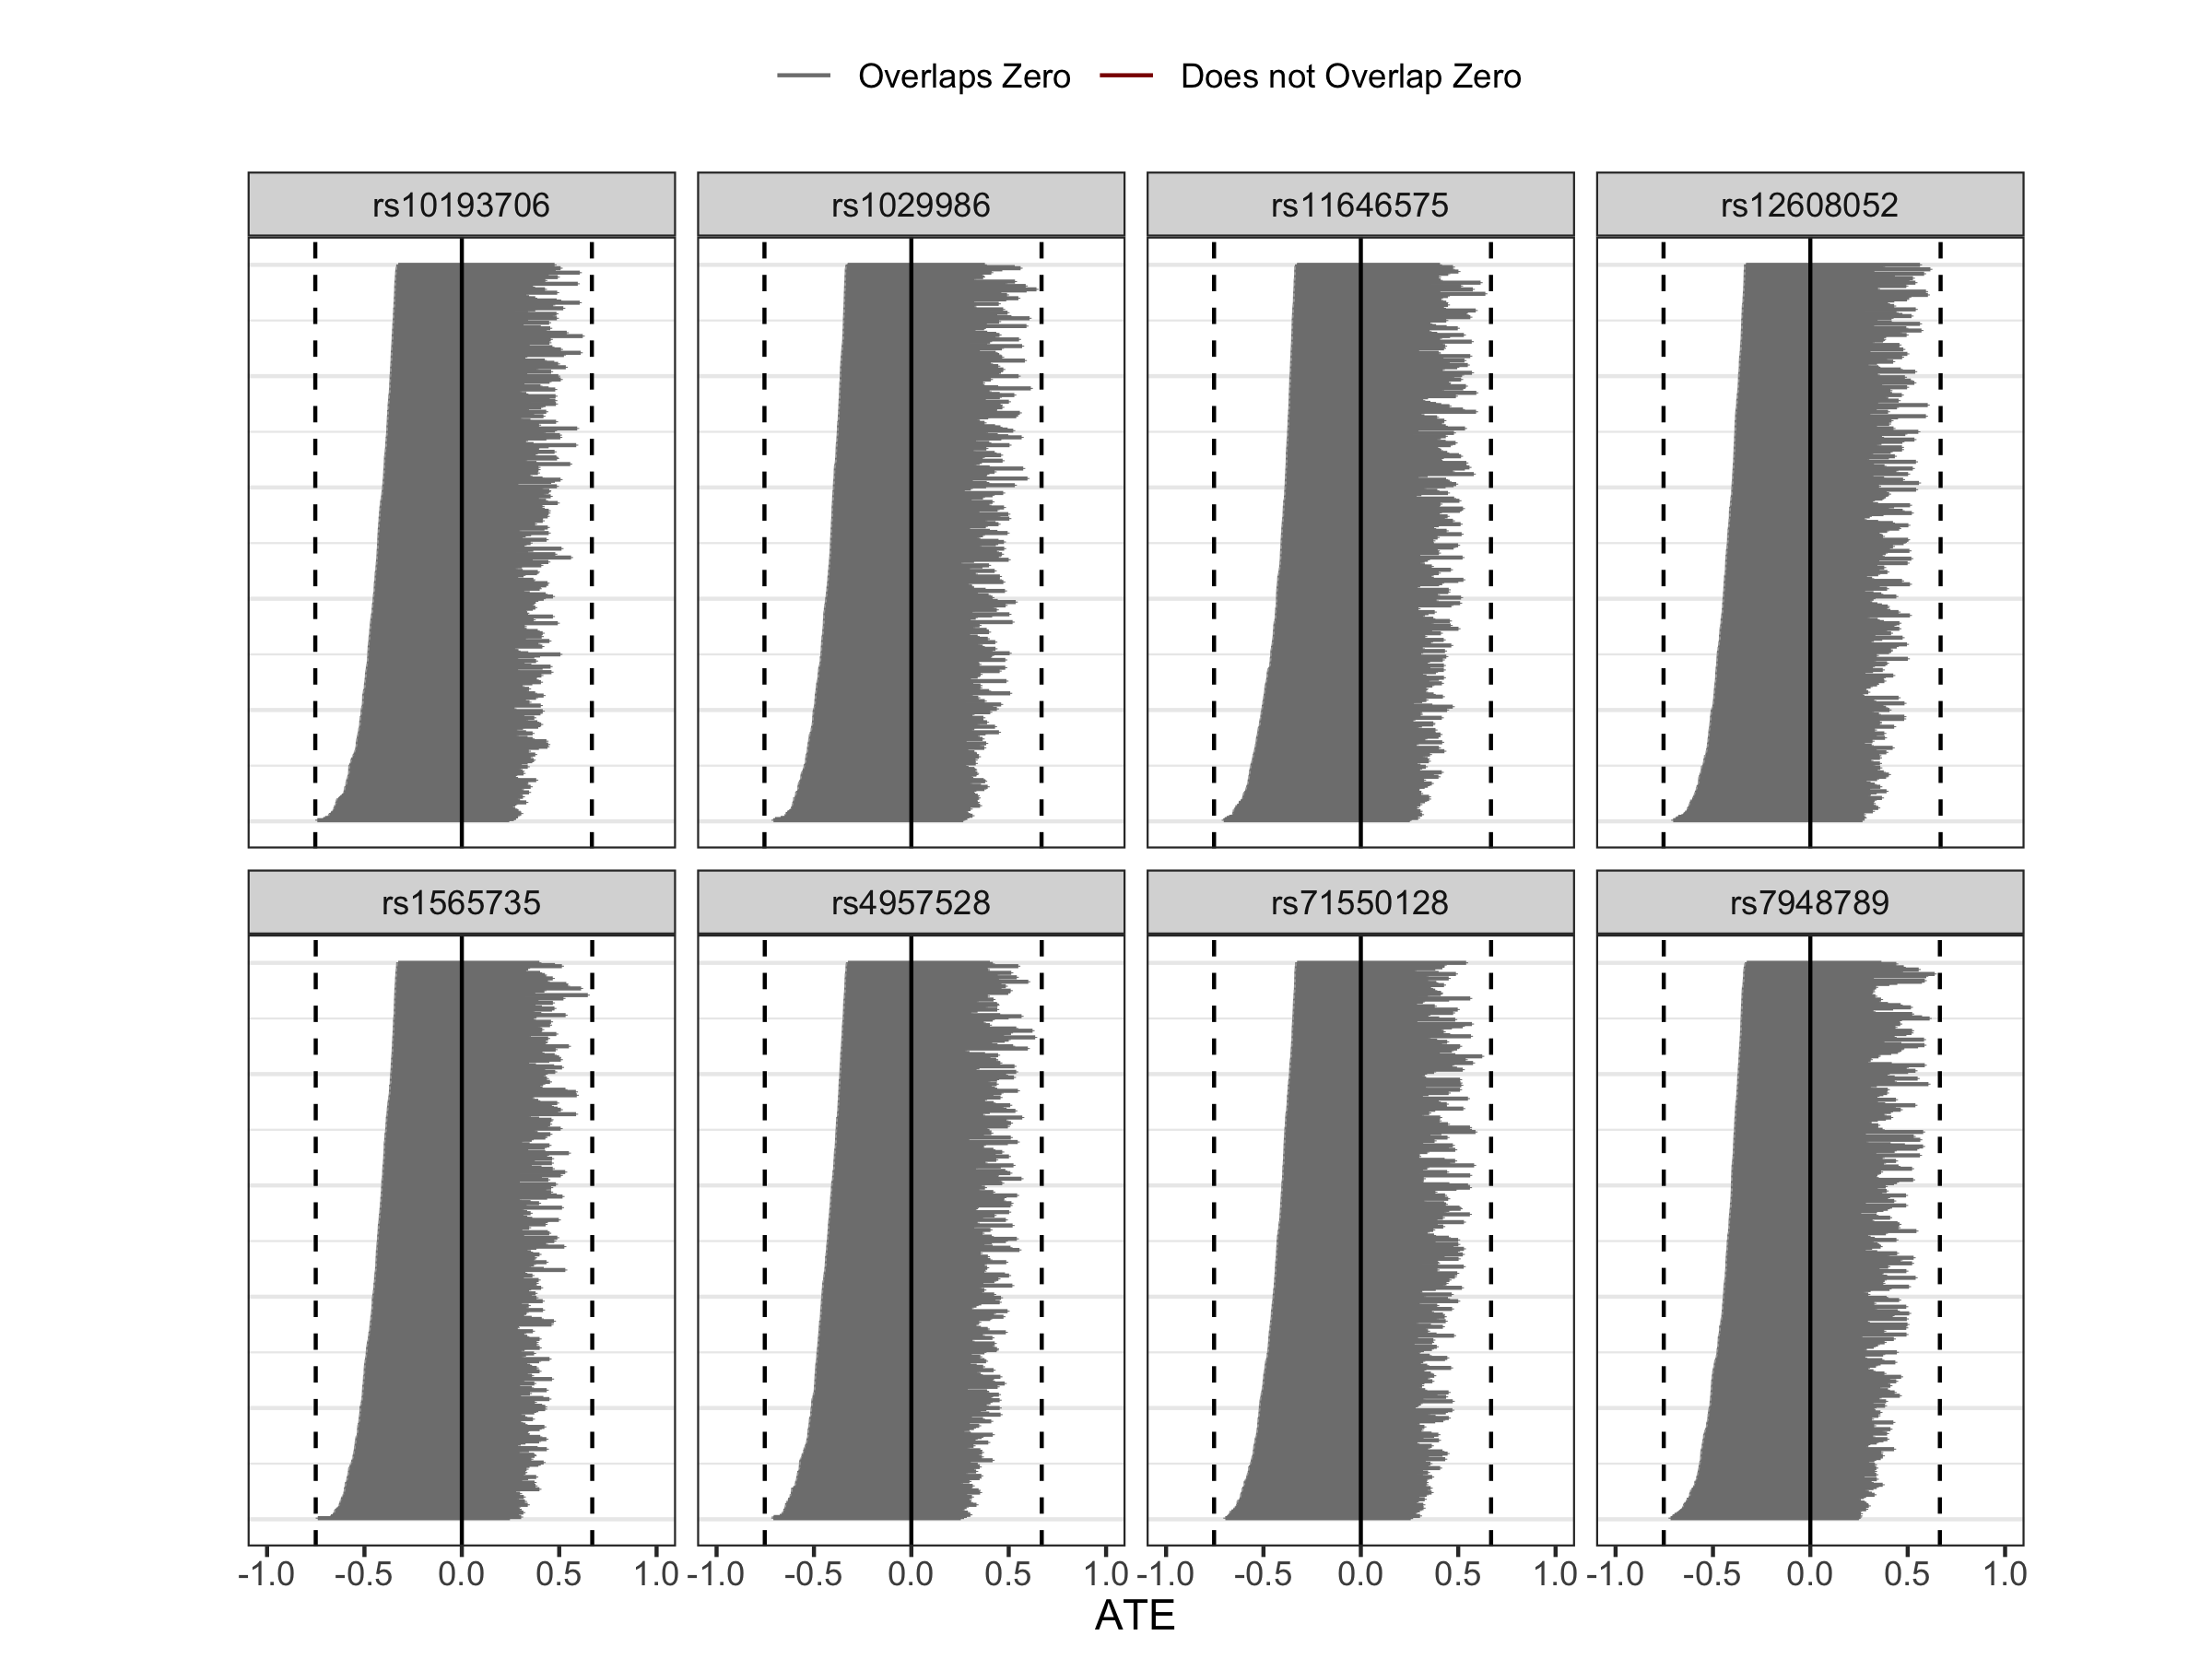 Overlaps Zero Does not Overlap Zero
rs10193706 rs1029986 rs11646575 rs12608052
rs1565735 rs4957528 rs71550128 rs7948789
-1.0 -0.5 0.0 0.5 1.0 -1.0 -0.5 0.0 0.5 1.0 -1.0 -0.5 0.0 0.5 1.0 -1.0 -0.5 0.0 0.5 1.0
ATE